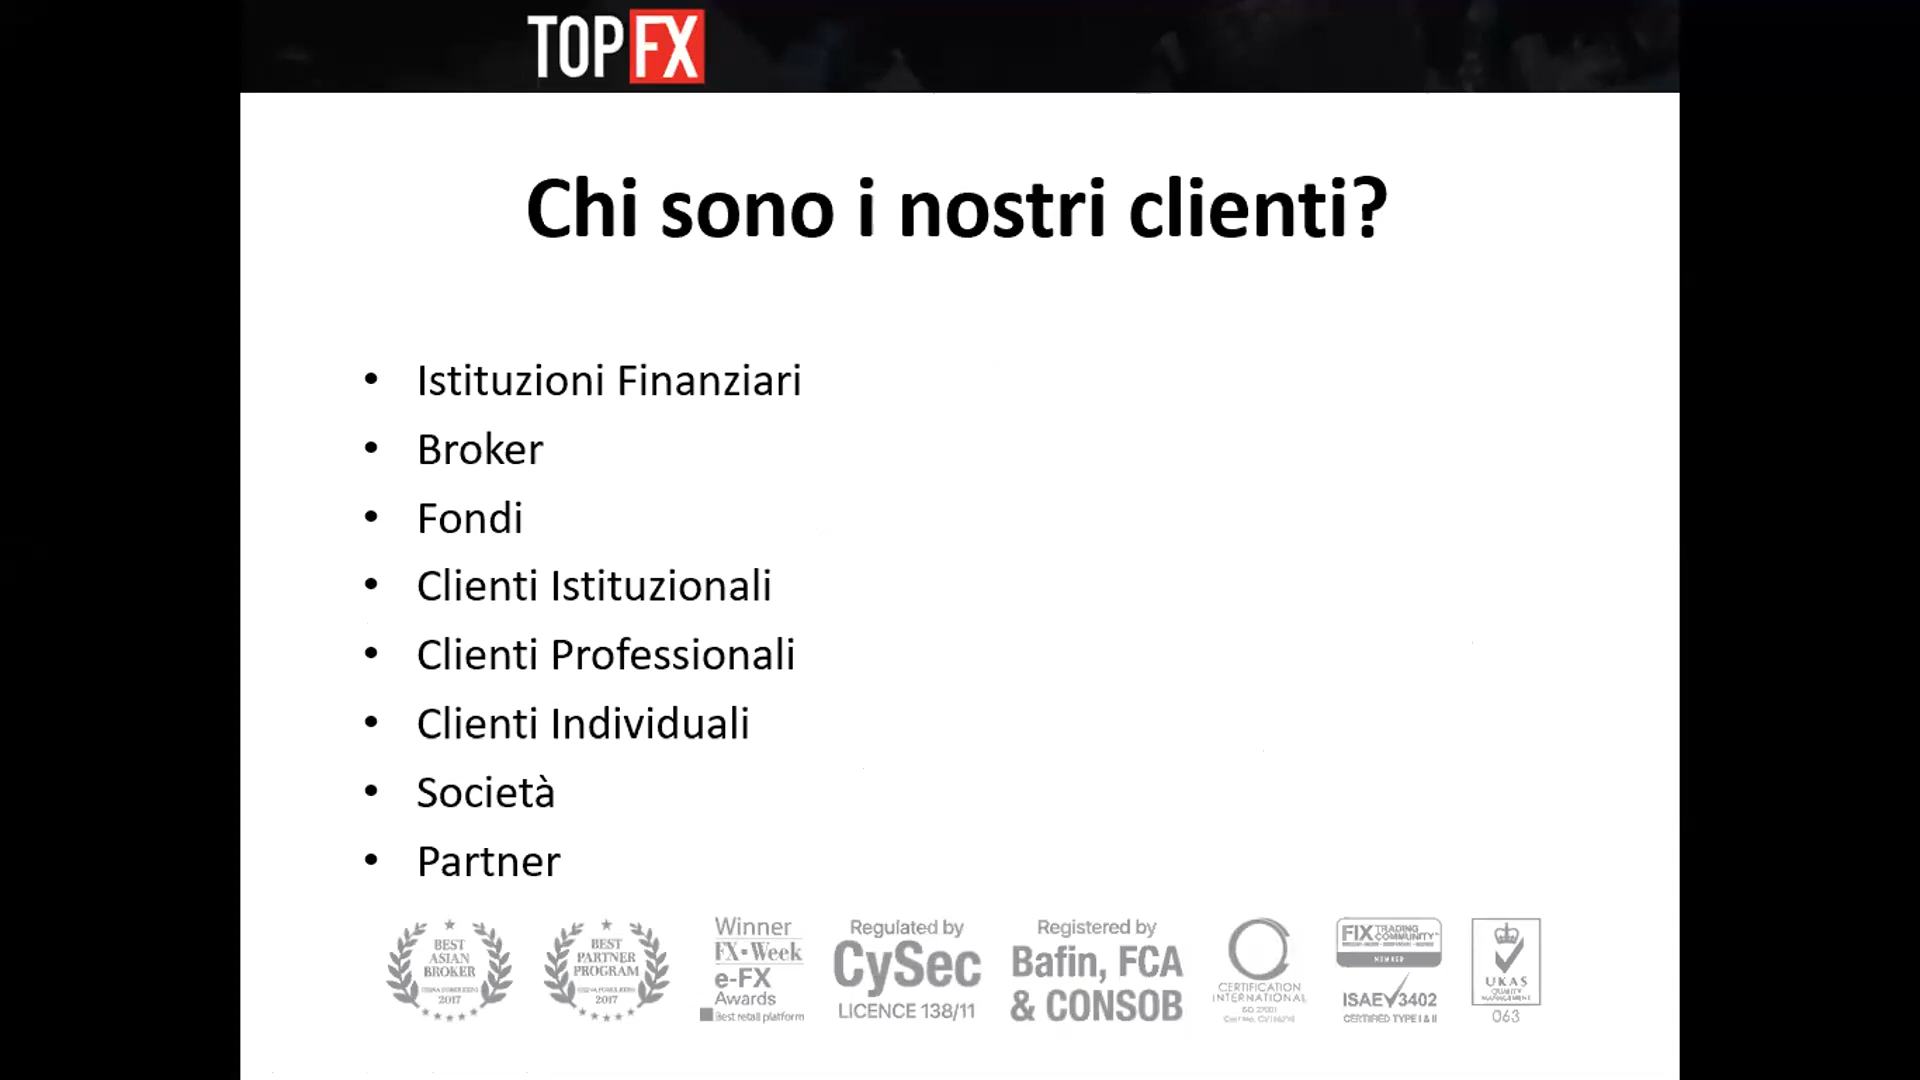 TOPFX
Chi sono i nostri clienti?
• Istituzioni Finanziari
• Broker
• Fondi
• Clienti Istituzionali
• Clienti Professionali
• Clienti Individuali
• Società
• Partner
BEST
ASIAN
BROKER
2017
BEST
PARTNER
PROGRAM
2017
Winner
FX•Week
e-FX
Awards
Best retail platform
Regulated by
CySec
LICENCE 138/11
Registered by
Bafin, FCA
& CONSOB
CERTIFICATION
INTERNATIONAL
ISO 27001
FIX TRADING
COMMUNITY
MEMBER
ISAE 3402
CERTIFIED TYPE I & II
UKAS
QUALITY
MANAGEMENT
063